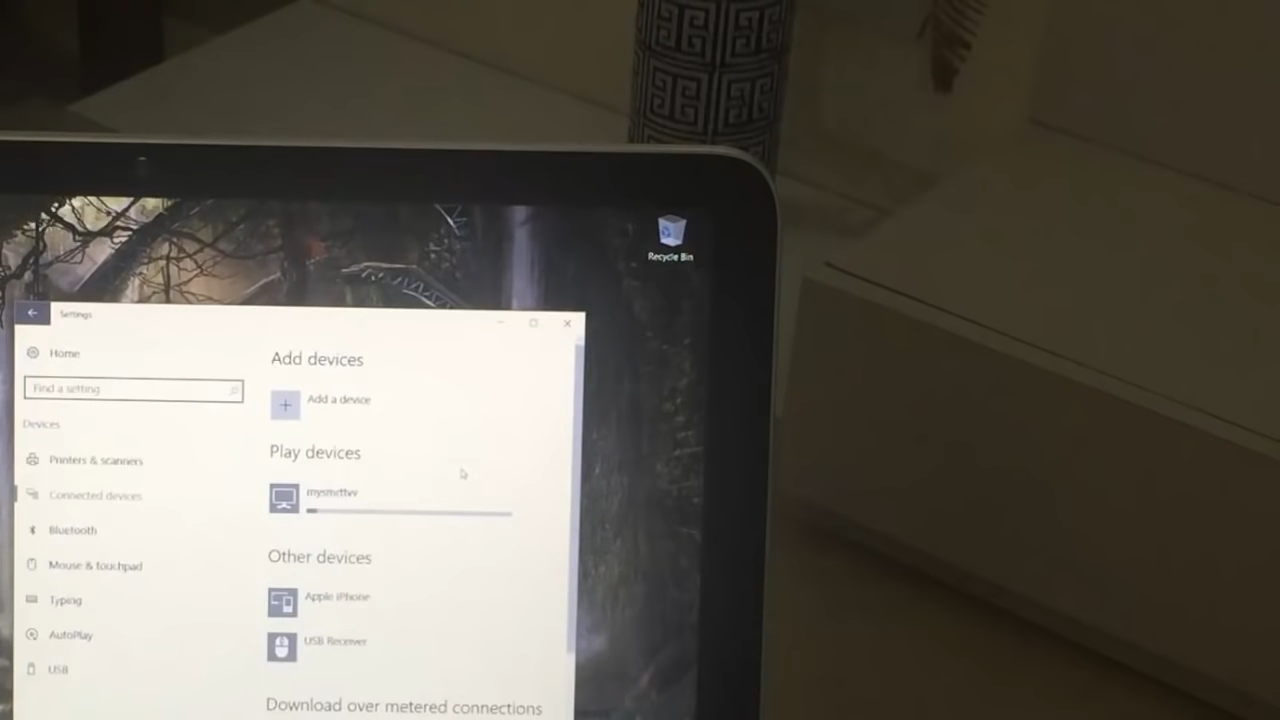 Recycle Bin
Settings
Home
Find a setting
Devices
Printers & scanners
Connected devices
Bluetooth
Mouse & touchpad
Typing
AutoPlay
USB
Add devices
Add a device
Play devices
mysmrttvv
Other devices
Apple iPhone
USB Receiver
Download over metered connections